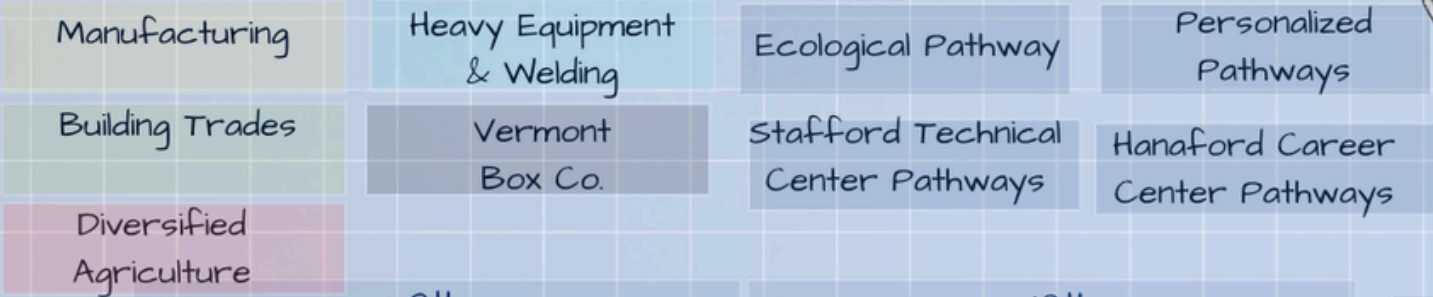 Manufacturing
Heavy Equipment
& Welding
Ecological Pathway
Personalized
Pathways
Building Trades
Vermont
Box Co.
Stafford Technical
Center Pathways
Hanaford Career
Center Pathways
Diversified
Agriculture